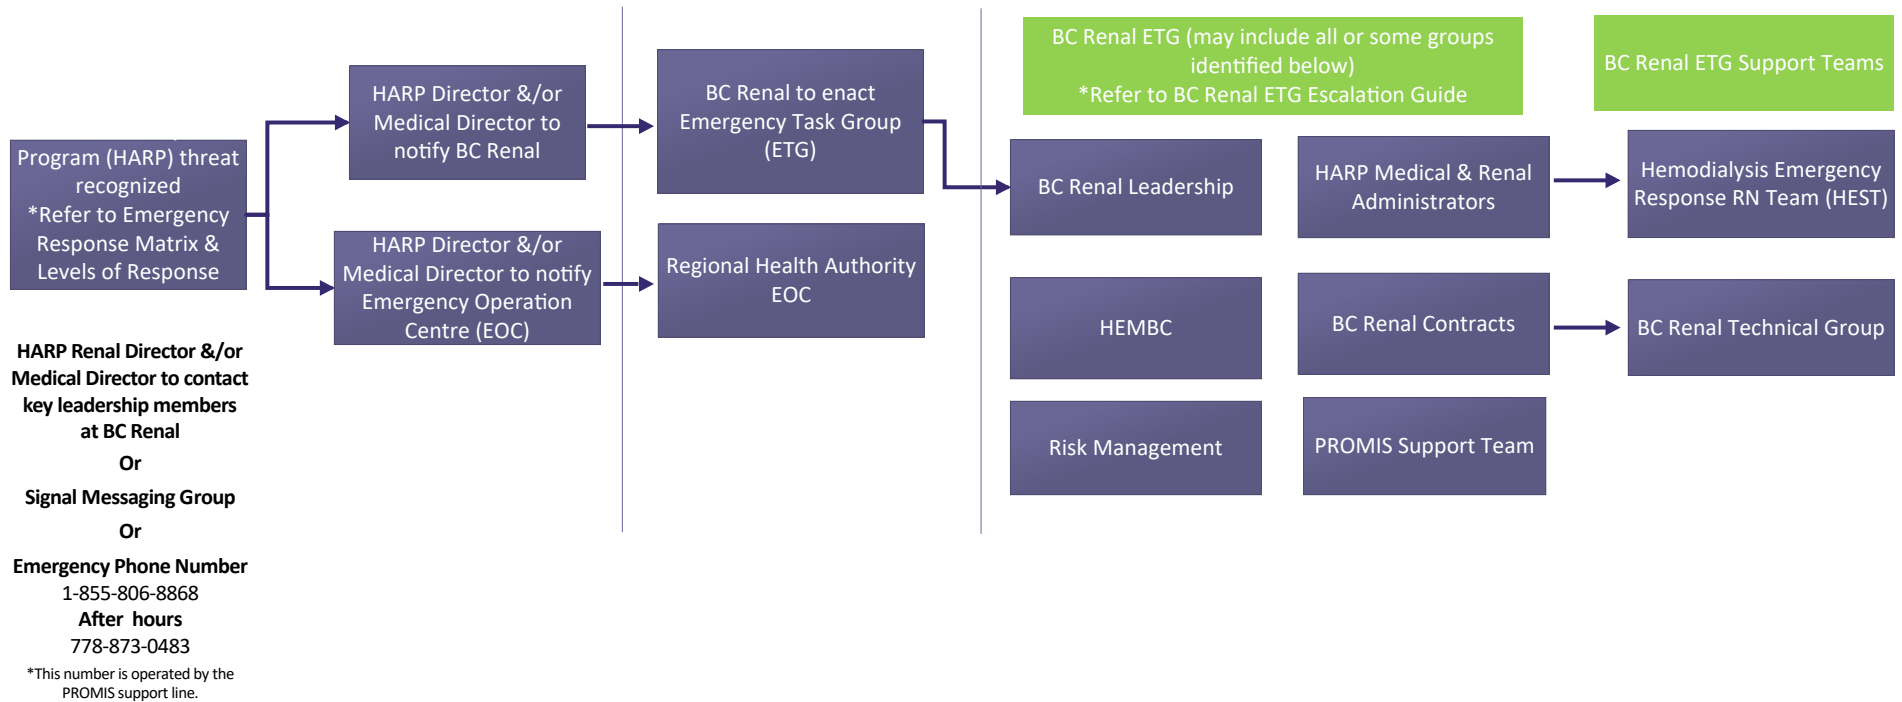 Program (HARP) threat
recognized
*Refer to Emergency
Response Matrix &
Levels of Response
HARP Renal Director &/or
Medical Director to contact
key leadership members
at BC Renal
Or
Signal Messaging Group
Or
Emergency Phone Number
1-855-806-8868
After hours
778-873-0483
*This number is operated by the
PROMIS support line.
HARP Director &/or
Medical Director to
notify BC Renal
HARP Director &/or
Medical Director to notify
Emergency Operation
Centre (EOC)
BC Renal to enact
Emergency Task Group
(ETG)
Regional Health Authority
EOC
BC Renal ETG (may include all or some groups
identified below)
*Refer to BC Renal ETG Escalation Guide
BC Renal Leadership
HEMBC
Risk Management
HARP Medical & Renal
Administrators
BC Renal Contracts
PROMIS Support Team
BC Renal ETG Support Teams
Hemodialysis Emergency
Response RN Team (HEST)
BC Renal Technical Group